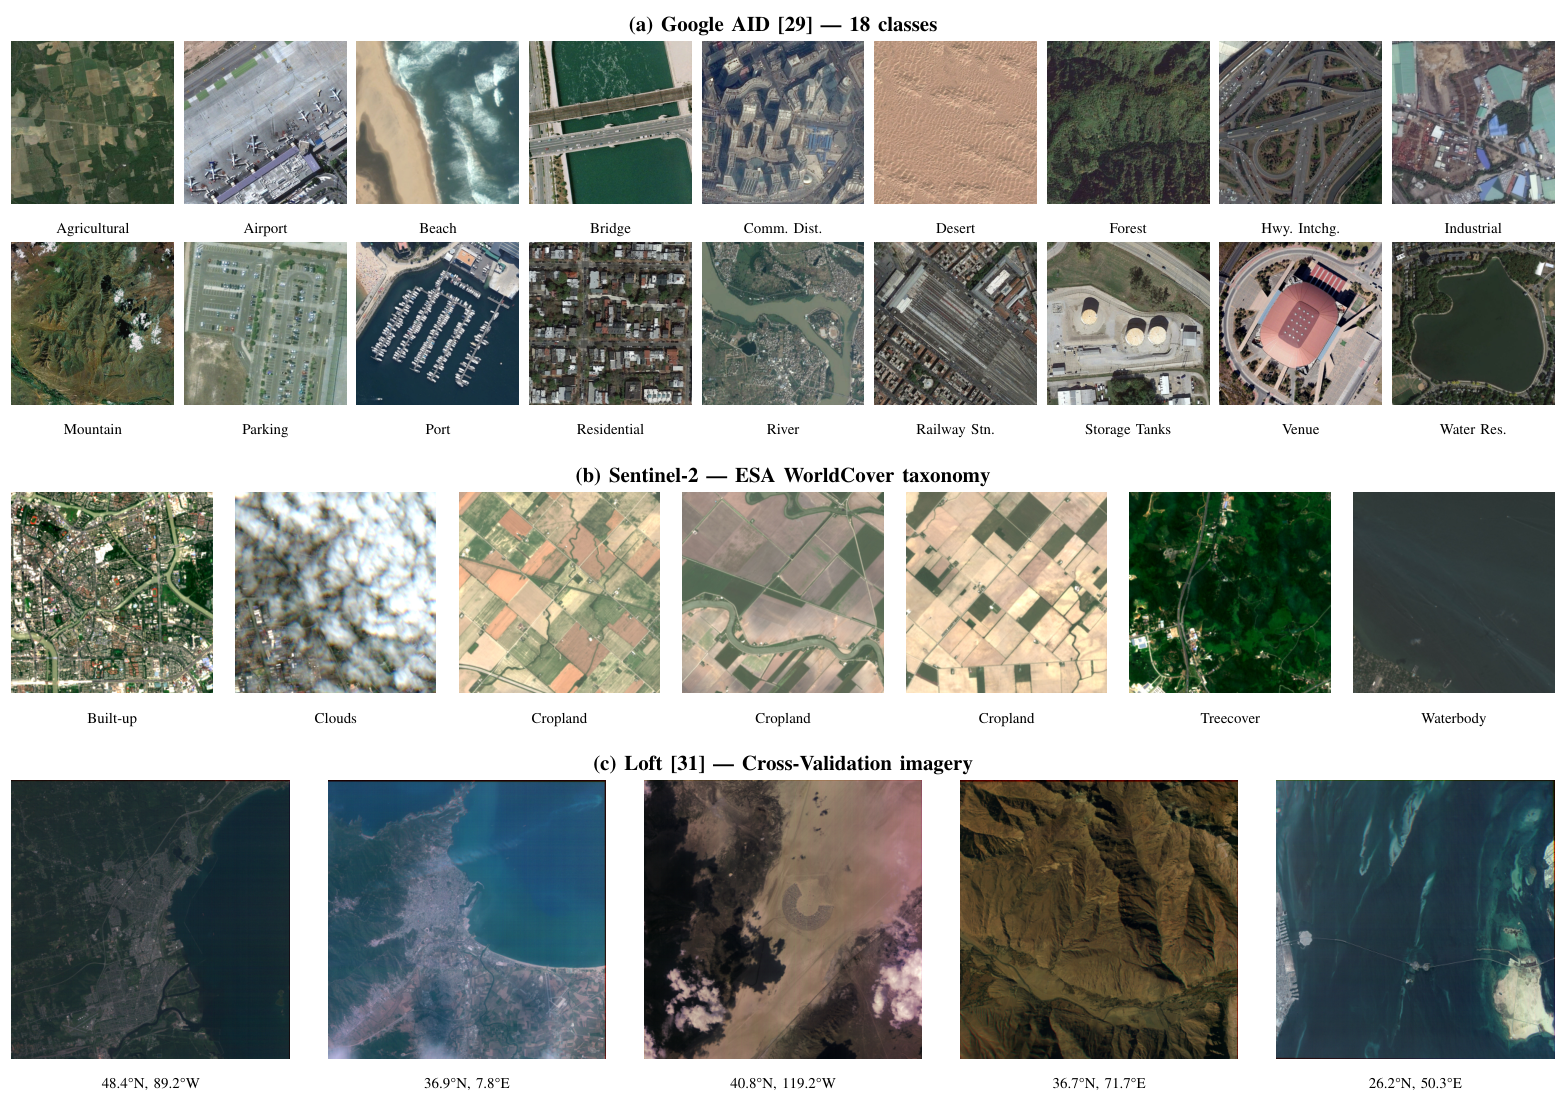 (a) Google AID [29] — 18 classes
Agricultural Airport Beach Bridge Comm. Dist. Desert Forest Hwy. Intchg. Industrial
Mountain Parking Port Residential River Railway Stn. Storage Tanks Venue Water Res.
(b) Sentinel-2 — ESA WorldCover taxonomy
Built-up Clouds Cropland Cropland Cropland Treecover Waterbody
(c) Loft [31] — Cross-Validation imagery
48.4°N, 89.2°W 36.9°N, 7.8°E 40.8°N, 119.2°W 36.7°N, 71.7°E 26.2°N, 50.3°E